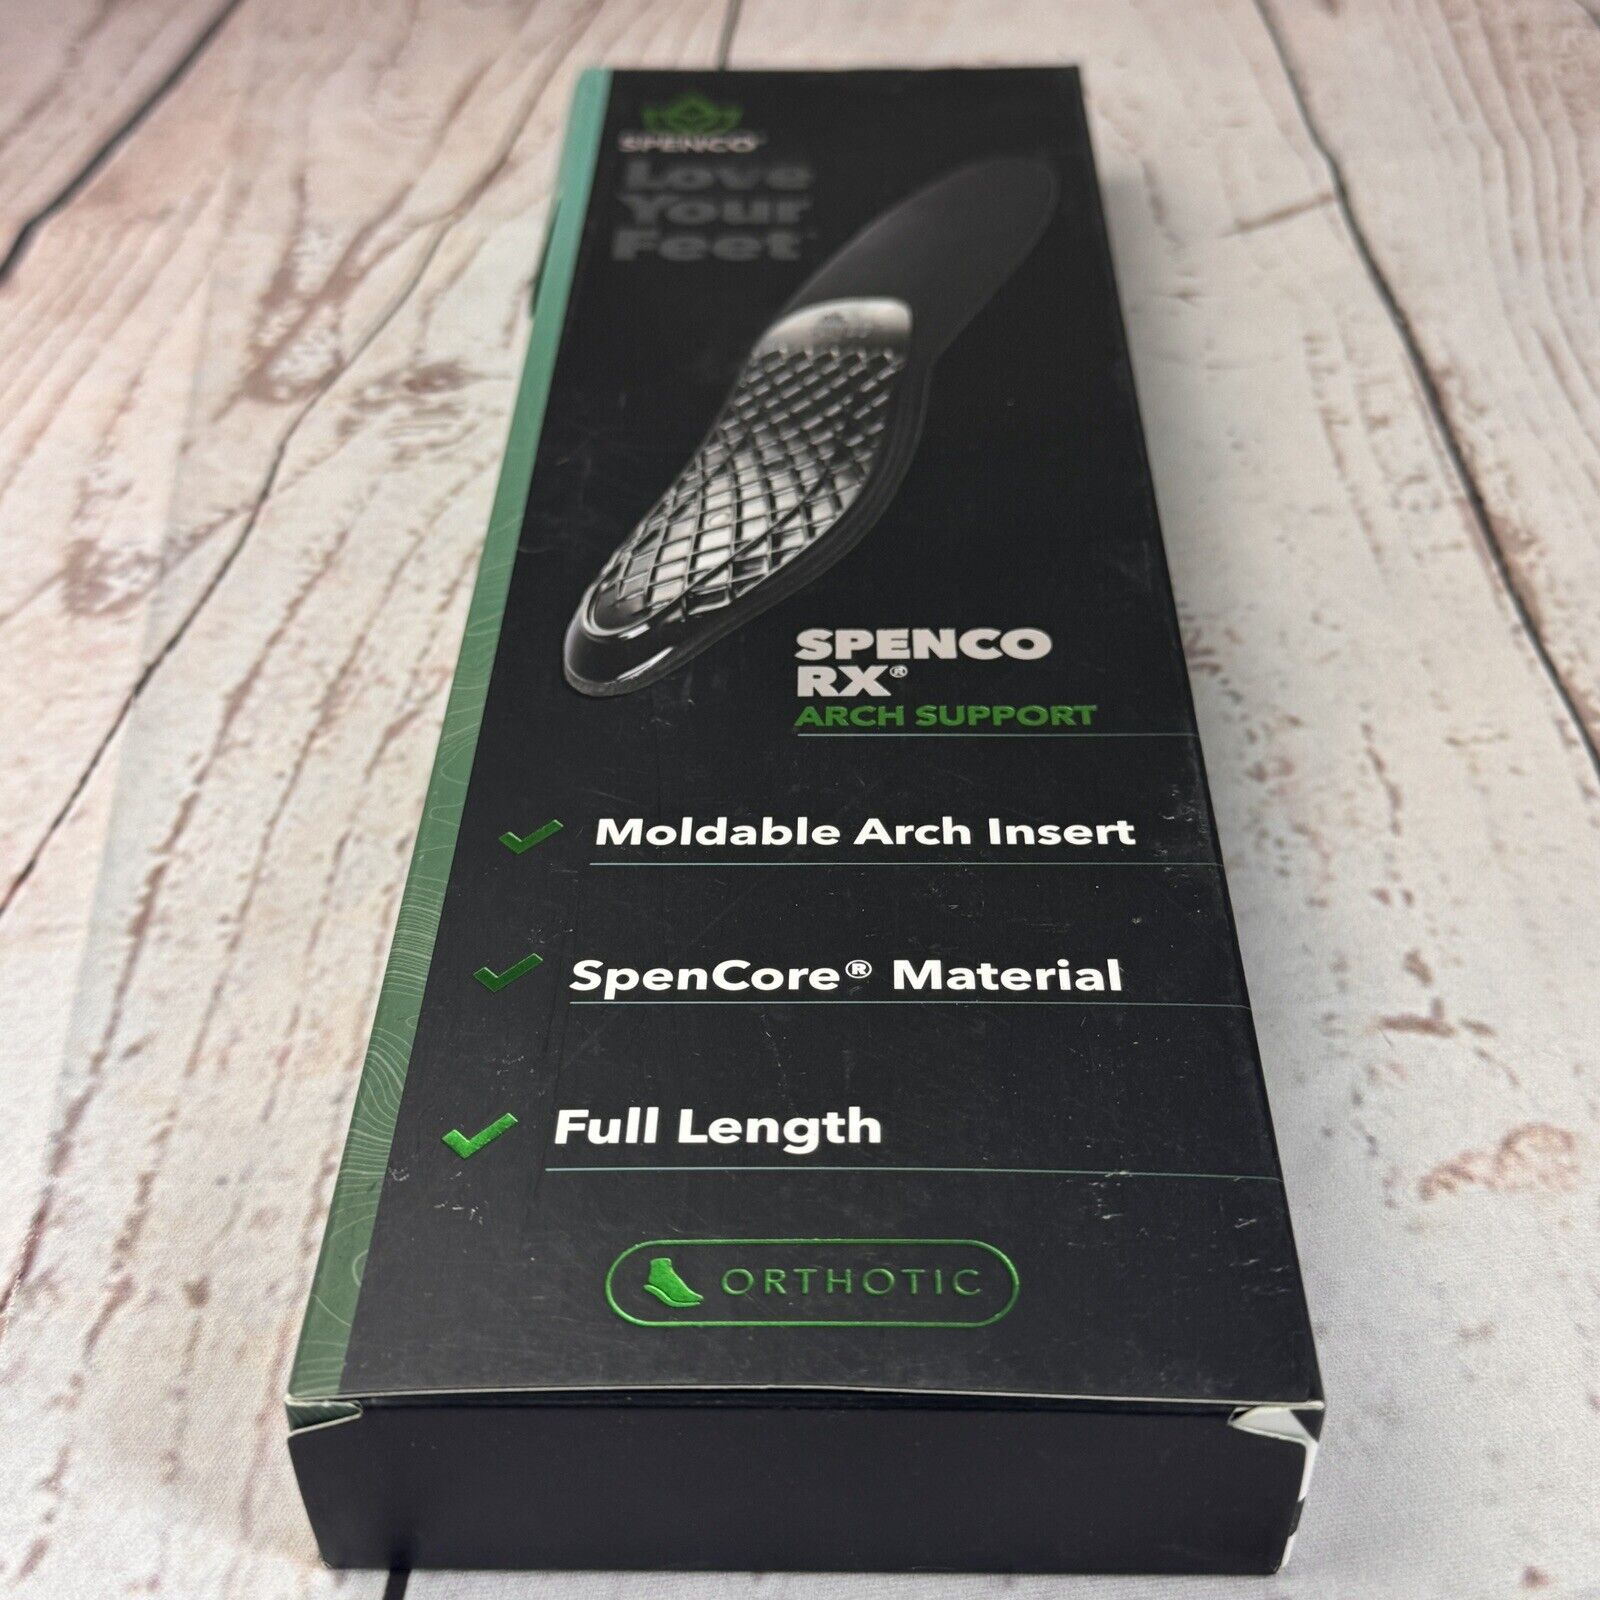 SPENCO®
Love
Your
Feet
SPENCO
RX®
ARCH SUPPORT
Moldable Arch Insert
SpenCore® Material
Full Length
ORTHOTIC